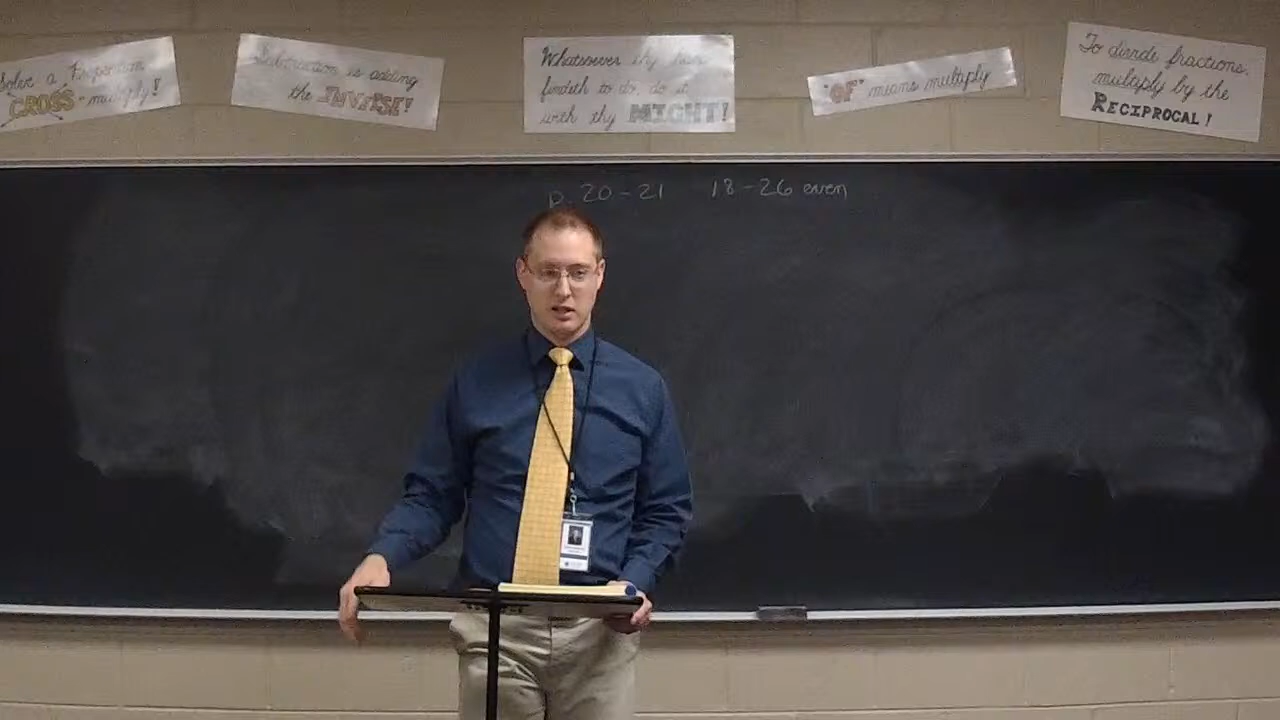 Solve a Proportion
CROSS-multiply!
Subtraction is adding
the INVERSE!
Whatsoever thy hand
findeth to do, do it
with thy MIGHT!
"OF" means multiply
To divide fractions,
multiply by the
RECIPROCAL!
p. 20-21 18-26 even